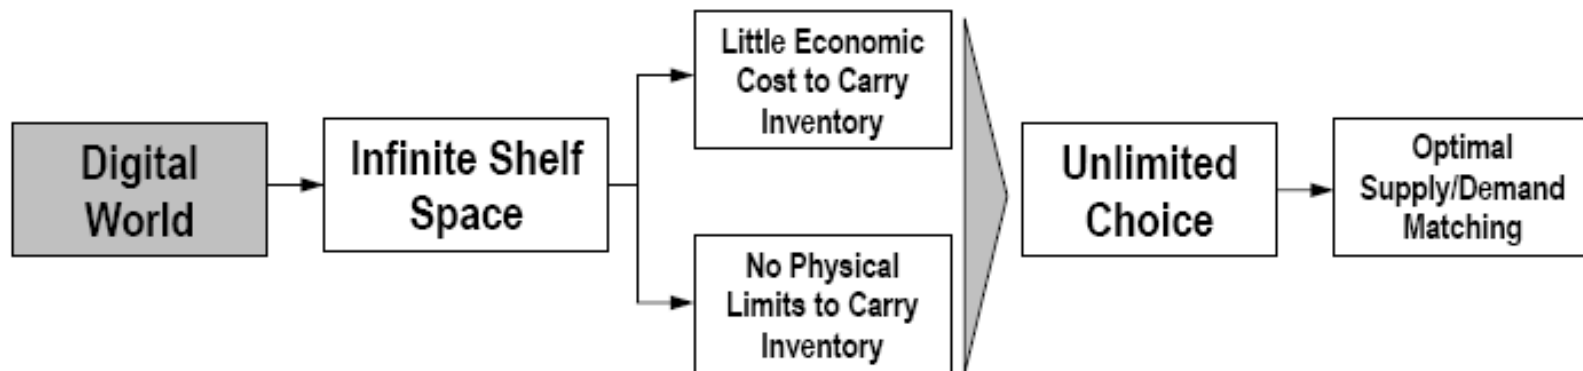 Digital
World
Infinite Shelf
Space
Little Economic
Cost to Carry
Inventory
No Physical
Limits to Carry
Inventory
Unlimited
Choice
Optimal
Supply/Demand
Matching